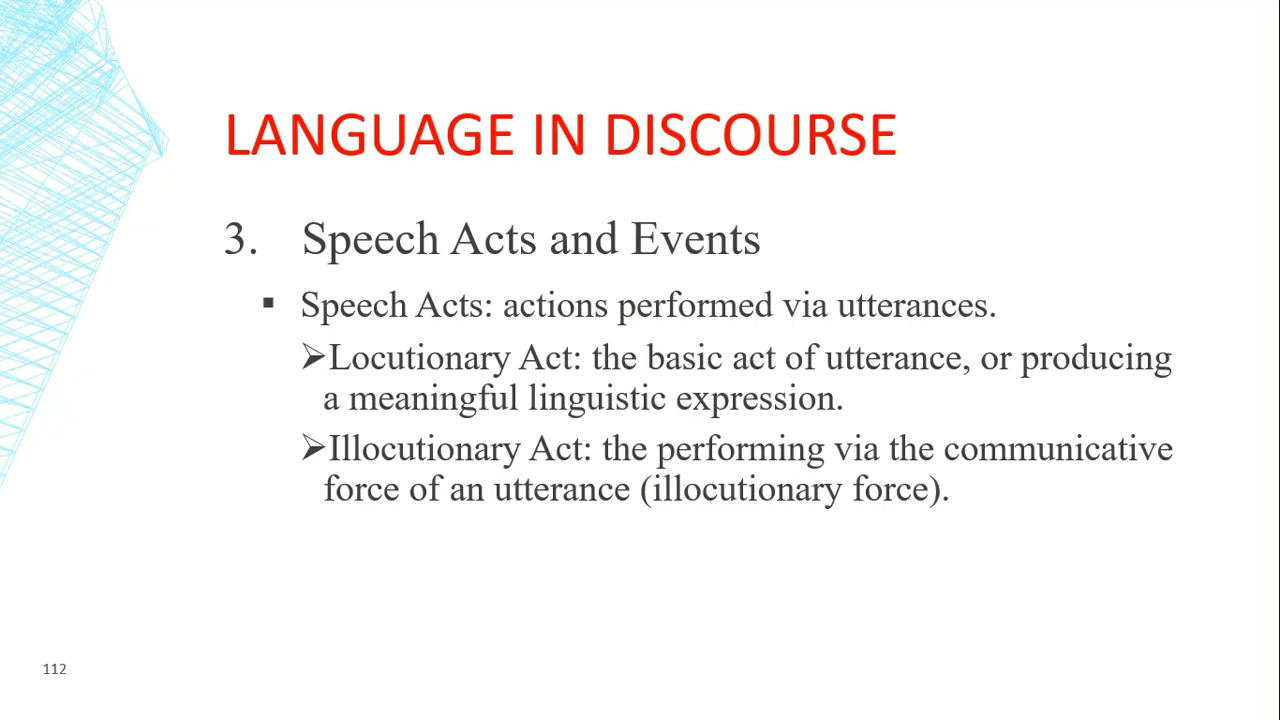 LANGUAGE IN DISCOURSE
3. Speech Acts and Events
▪ Speech Acts: actions performed via utterances.
➢Locutionary Act: the basic act of utterance, or producing
a meaningful linguistic expression.
➢Illocutionary Act: the performing via the communicative
force of an utterance (illocutionary force).
112